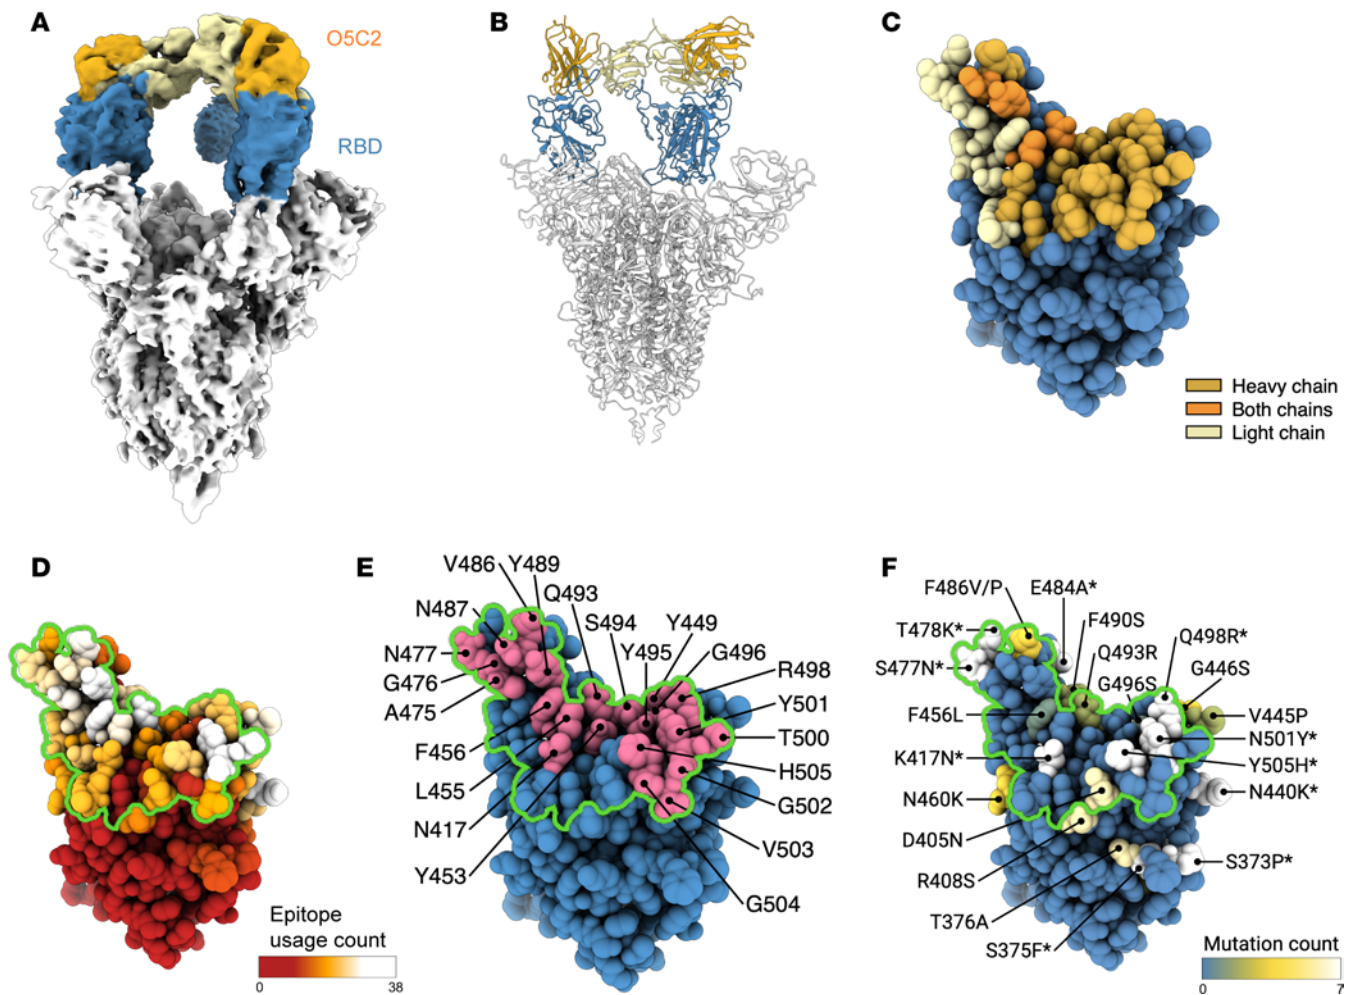 A
O5C2
RBD
B
C
Heavy chain
Both chains
Light chain
D
Epitope
usage count
0
38
E
V486
Y489
Q493
N487
S494
Y449
N477
Y495
G496
G476
R498
A475
Y501
F456
T500
L455
H505
N417
G502
Y453
V503
G504
F
F486V/P
E484A*
T478K*
F490S
Q498R*
S477N*
Q493R
G496S
G446S
F456L
V445P
K417N*
N501Y*
Y505H*
N460K
N440K*
D405N
R408S
S373P*
T376A
S375F*
Mutation count
0
7